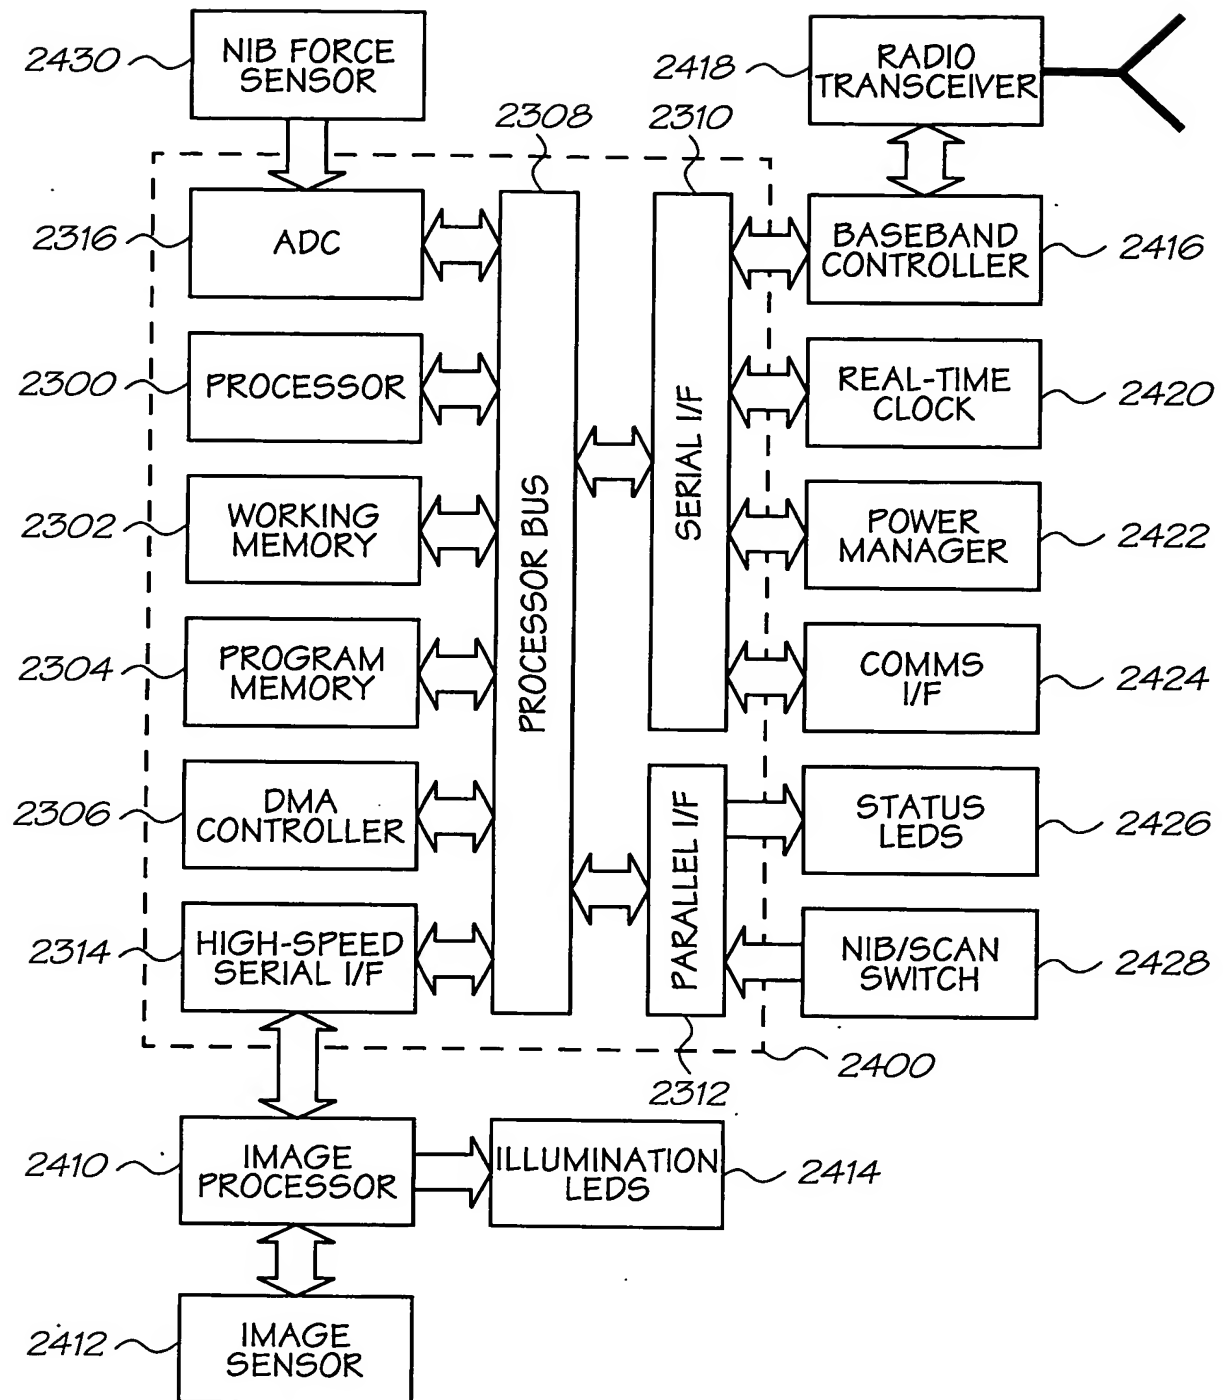 2430
NIB FORCE
SENSOR
2418
RADIO
TRANSCEIVER
2308
2310
2316
ADC
BASEBAND
CONTROLLER
2416
2300
PROCESSOR
REAL-TIME
CLOCK
2420
2302
WORKING
MEMORY
PROCESSOR BUS
SERIAL I/F
POWER
MANAGER
2422
2304
PROGRAM
MEMORY
COMMS
I/F
2424
2306
DMA
CONTROLLER
PARALLEL I/F
STATUS
LEDS
2426
2314
HIGH-SPEED
SERIAL I/F
NIB/SCAN
SWITCH
2428
2400
2312
2410
IMAGE
PROCESSOR
ILLUMINATION
LEDS
2414
2412
IMAGE
SENSOR